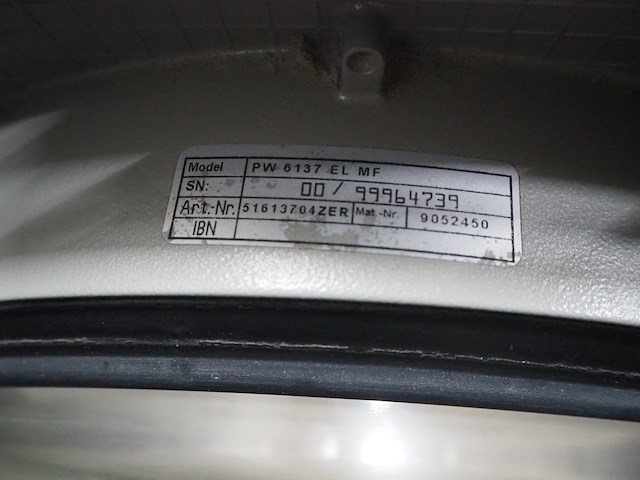 Model PW 6137 EL MF
SN: 00/99964739
Art.-Nr. 51613704ZER Mat.-Nr. 9052450
IBN